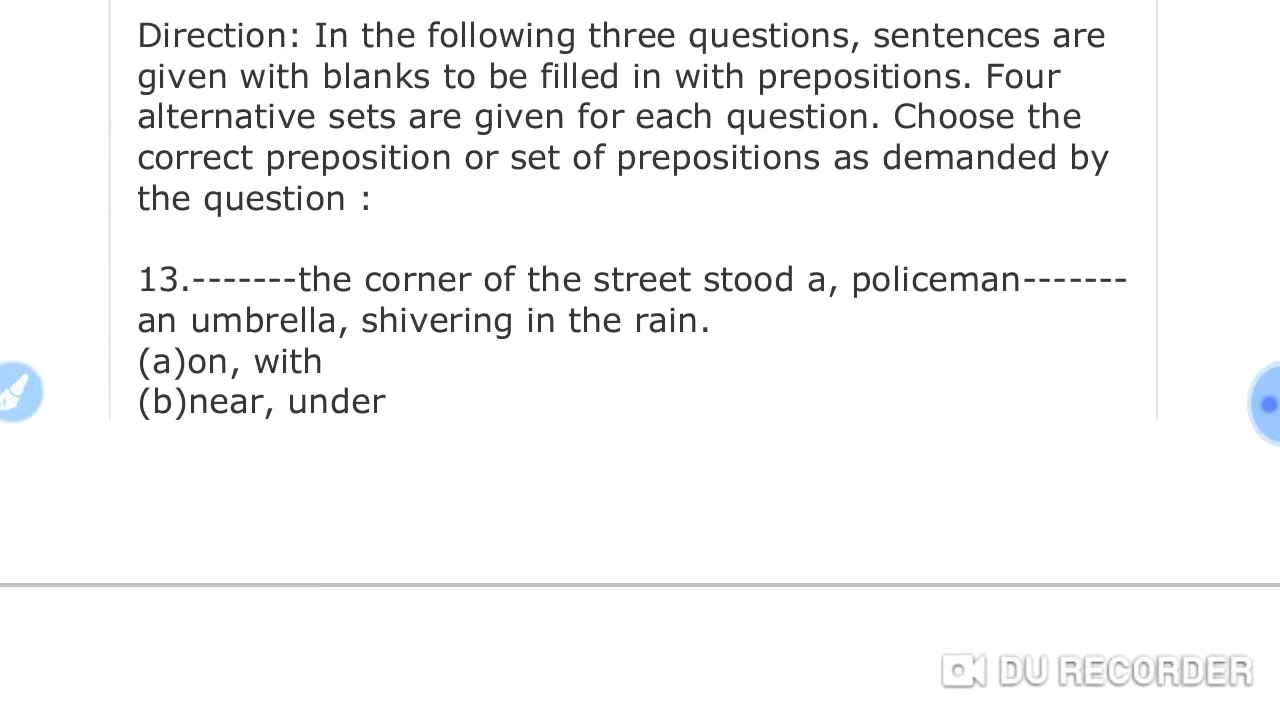 Direction: In the following three questions, sentences are
given with blanks to be filled in with prepositions. Four
alternative sets are given for each question. Choose the
correct preposition or set of prepositions as demanded by
the question :
13.-------the corner of the street stood a, policeman-------
an umbrella, shivering in the rain.
(a)on, with
(b)near, under
DU RECORDER